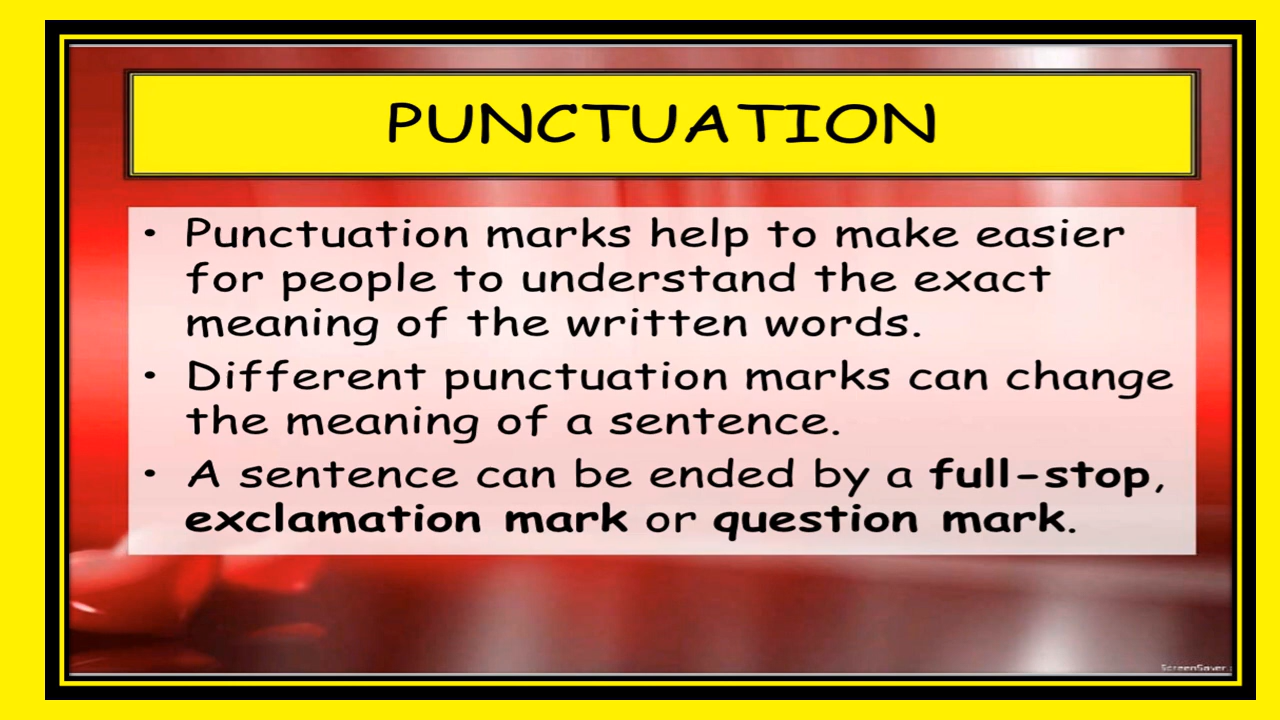 PUNCTUATION
• Punctuation marks help to make easier
for people to understand the exact
meaning of the written words.
• Different punctuation marks can change
the meaning of a sentence.
• A sentence can be ended by a full-stop,
exclamation mark or question mark.
ScreenSaver.